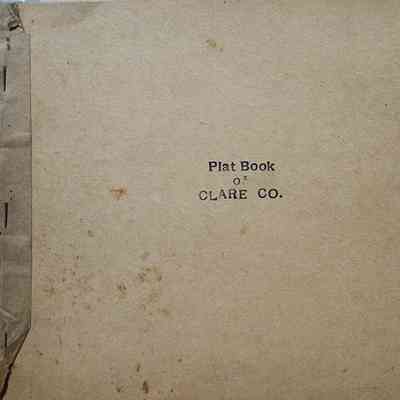 Plat Book
of
CLARE CO.